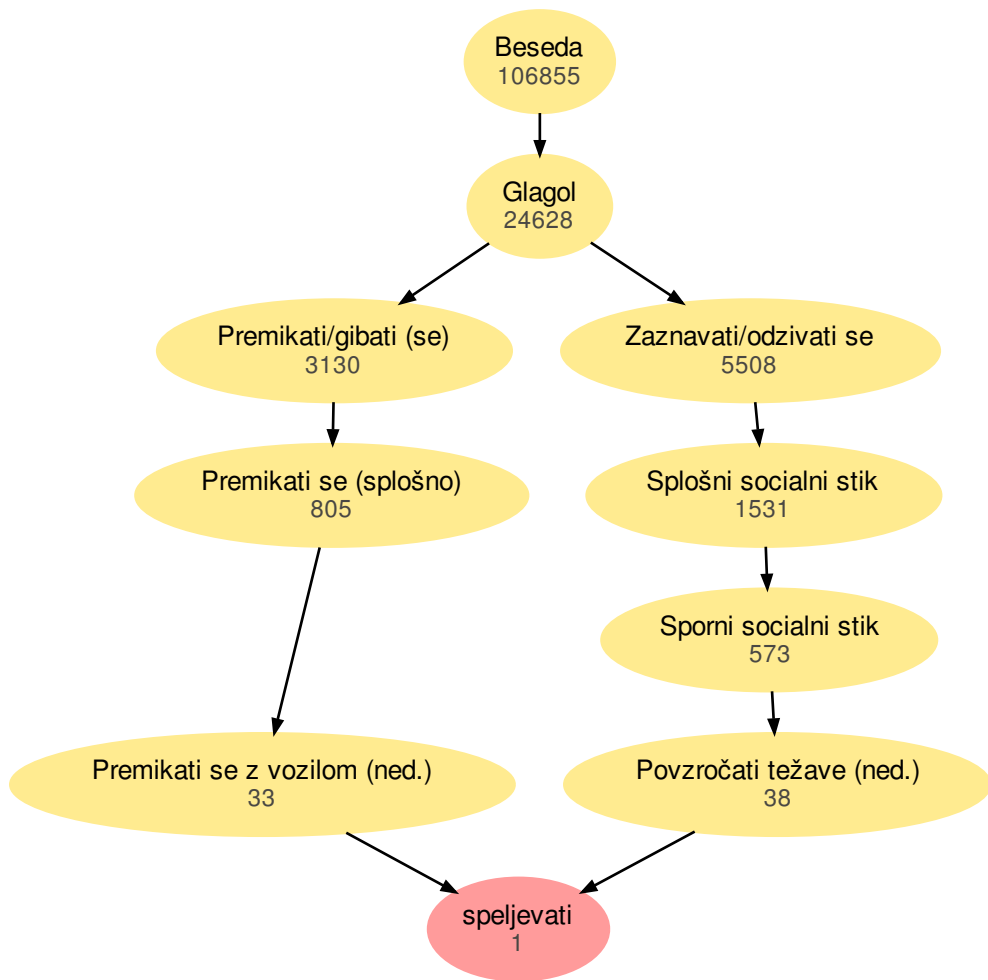 Beseda
106855
Glagol
24628
Premikati/gibati (se)
3130
Zaznavati/odzivati se
5508
Premikati se (splošno)
805
Splošni socialni stik
1531
Sporni socialni stik
573
Premikati se z vozilom (ned.)
33
Povzročati težave (ned.)
38
speljevati
1